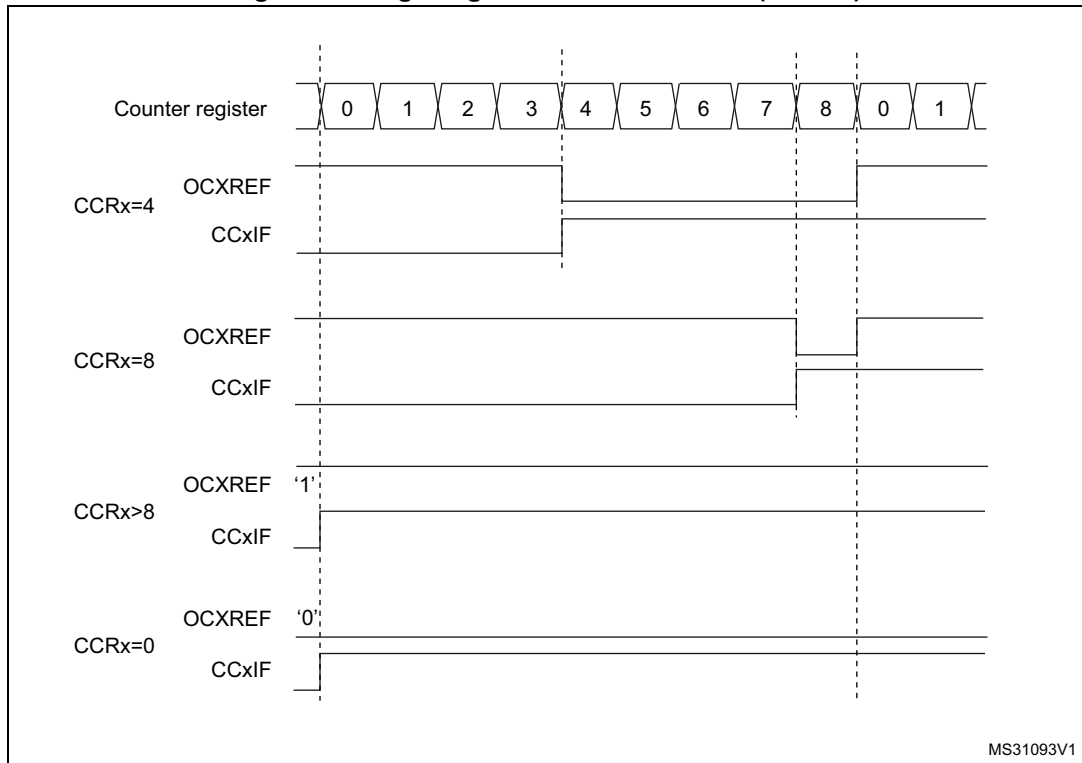 Counter register 0 1 2 3 4 5 6 7 8 0 1
OCXREF
CCRx=4
CCxIF
OCXREF
CCRx=8
CCxIF
OCXREF ‘1’
CCRx>8
CCxIF
OCXREF ‘0’
CCRx=0
CCxIF
MS31093V1